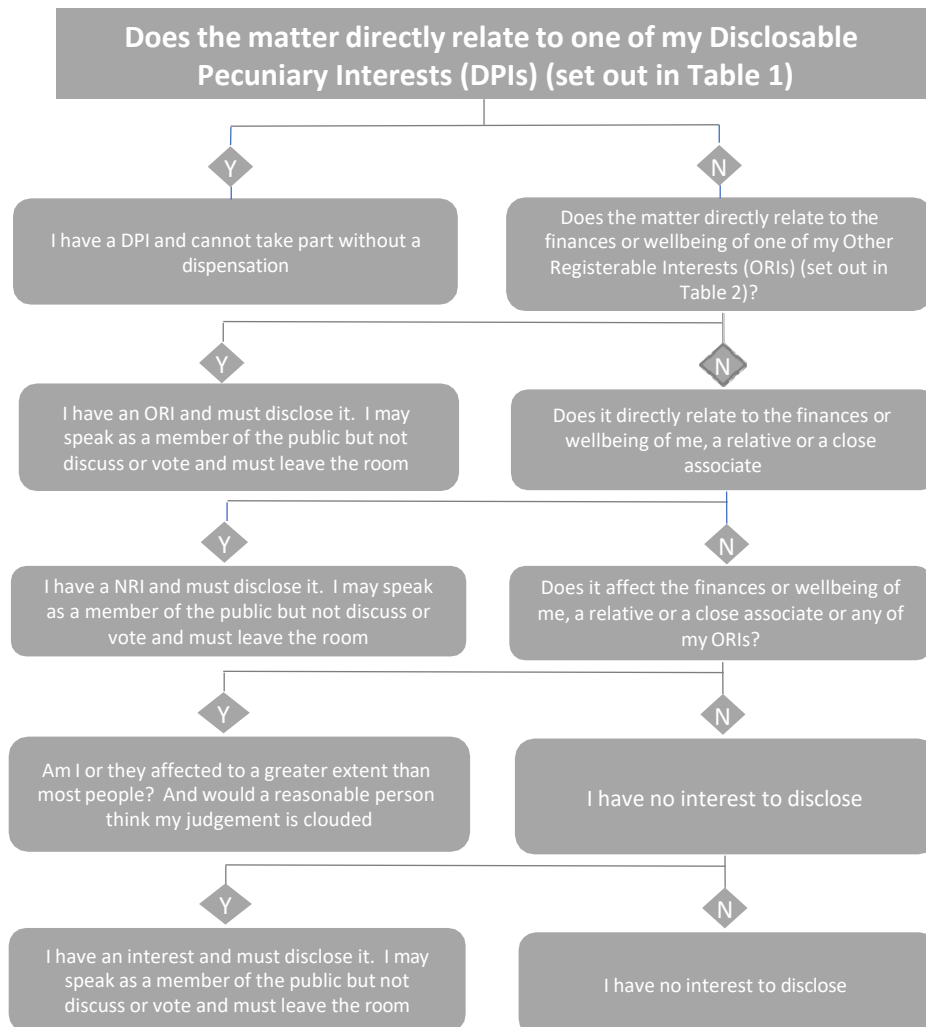 Does the matter directly relate to one of my Disclosable
Pecuniary Interests (DPIs) (set out in Table 1)
Y
N
I have a DPI and cannot take part without a
dispensation
Does the matter directly relate to the
finances or wellbeing of one of my Other
Registerable Interests (ORIs) (set out in
Table 2)?
Y
N
I have an ORI and must disclose it. I may
speak as a member of the public but not
discuss or vote and must leave the room
Does it directly relate to the finances or
wellbeing of me, a relative or a close
associate
Y
N
I have a NRI and must disclose it. I may speak
as a member of the public but not discuss or
vote and must leave the room
Does it affect the finances or wellbeing of
me, a relative or a close associate or any of
my ORIs?
Y
N
Am I or they affected to a greater extent than
most people? And would a reasonable person
think my judgement is clouded
I have no interest to disclose
Y
N
I have an interest and must disclose it. I may
speak as a member of the public but not
discuss or vote and must leave the room
I have no interest to disclose